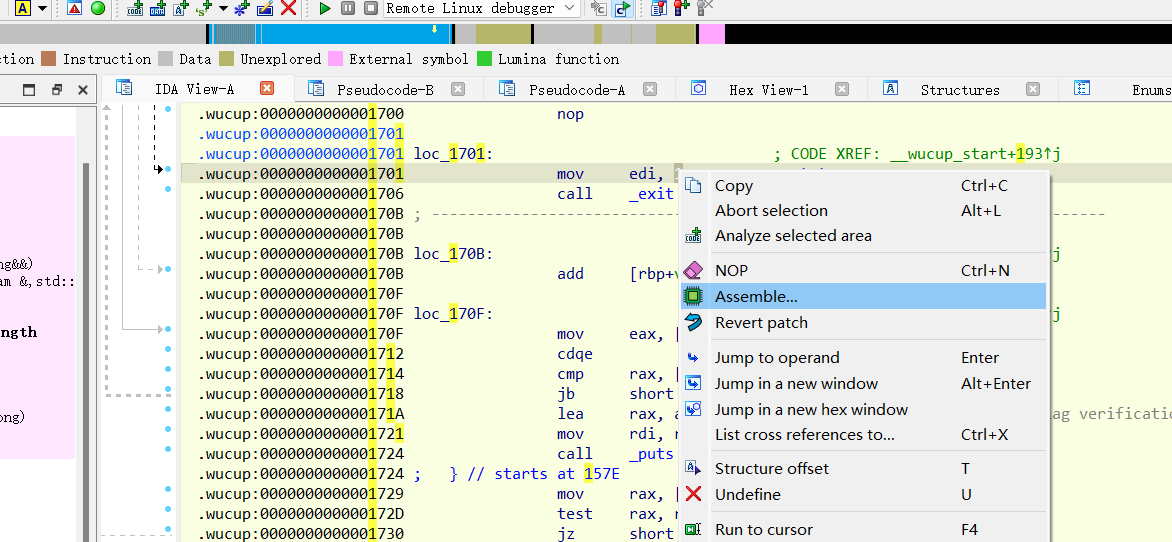 Remote Linux debugger
ction Instruction Data Unexplored External symbol Lumina function
IDA View-A Pseudocode-B Pseudocode-A Hex View-1 Structures Enums
.wucup:0000000000001700 nop
.wucup:0000000000001701
.wucup:0000000000001701 loc_1701: ; CODE XREF: __wucup_start+193↑j
.wucup:0000000000001701 mov edi,
.wucup:0000000000001706 call _exit
.wucup:000000000000170B ; ---------------------------------------------------------------------------
.wucup:000000000000170B
.wucup:000000000000170B loc_170B:
.wucup:000000000000170B add [rbp+
.wucup:000000000000170F
.wucup:000000000000170F loc_170F:
.wucup:000000000000170F mov eax, [
.wucup:0000000000001712 cdqe
.wucup:0000000000001714 cmp rax, [
.wucup:0000000000001718 jb short
.wucup:000000000000171A lea rax, a
.wucup:0000000000001721 mov rdi, r
.wucup:0000000000001724 call _puts
.wucup:0000000000001724 ; } // starts at 157E
.wucup:0000000000001729 mov rax, [
.wucup:000000000000172D test rax, r
.wucup:0000000000001730 jz short
ng&&)
am &,std::
ngth
ong)
Copy Ctrl+C
Abort selection Alt+L
Analyze selected area
NOP Ctrl+N
Assemble...
Revert patch
Jump to operand Enter
Jump in a new window Alt+Enter
Jump in a new hex window
List cross references to... Ctrl+X
Structure offset T
Undefine U
Run to cursor F4
ag verificatio